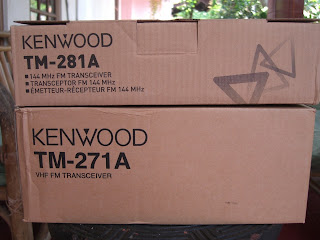 KENWOOD
TM-281A
■ 144 MHz FM TRANSCEIVER
■ TRANSCEPTOR FM 144 MHz
■ ÉMETTEUR-RÉCEPTEUR FM 144 MHz
KENWOOD
TM-271A
VHF FM TRANSCEIVER